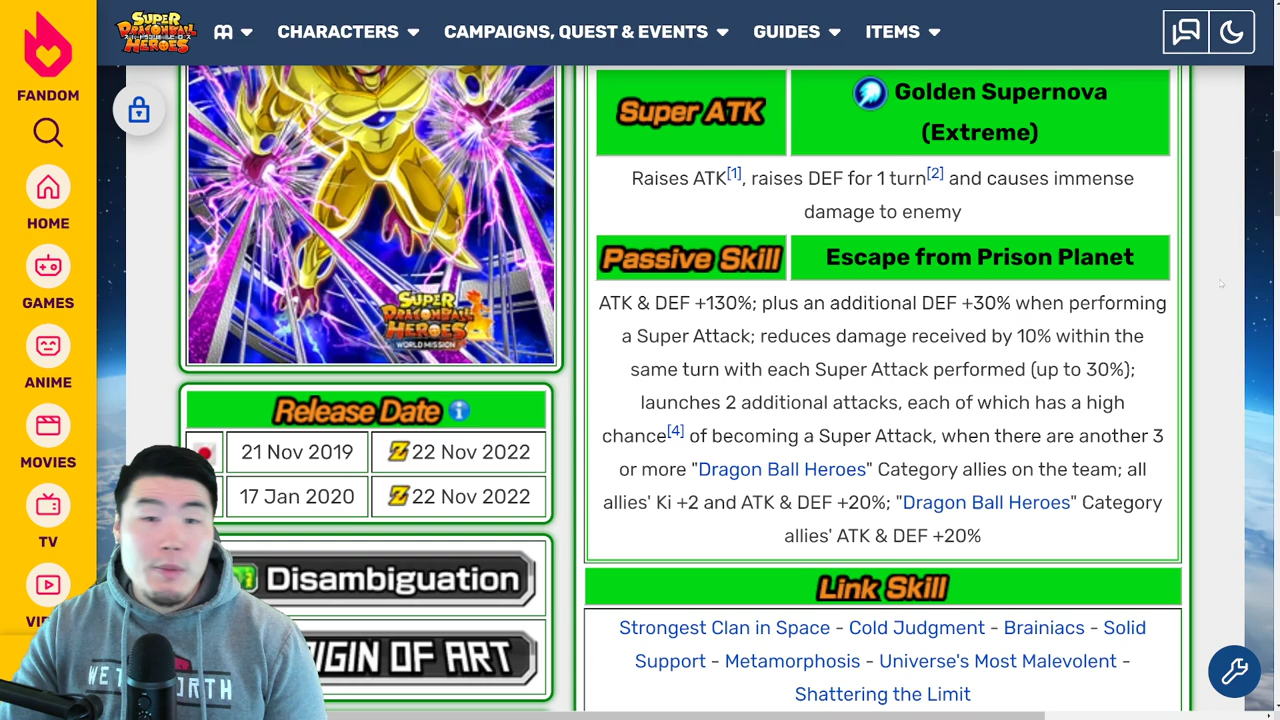 SUPER DRAGON BALL HEROES
CHARACTERS
CAMPAIGNS, QUEST & EVENTS
GUIDES
ITEMS
FANDOM
HOME
GAMES
ANIME
MOVIES
TV
SUPER DRAGON BALL HEROES
WORLD MISSION
Release Date
21 Nov 2019
Z 22 Nov 2022
17 Jan 2020
Z 22 Nov 2022
Disambiguation
ORIGIN OF ART
Super ATK
Golden Supernova
(Extreme)
Raises ATK[1], raises DEF for 1 turn[2] and causes immense
damage to enemy
Passive Skill
Escape from Prison Planet
ATK & DEF +130%; plus an additional DEF +30% when performing
a Super Attack; reduces damage received by 10% within the
same turn with each Super Attack performed (up to 30%);
launches 2 additional attacks, each of which has a high
chance[4] of becoming a Super Attack, when there are another 3
or more "Dragon Ball Heroes" Category allies on the team; all
allies' Ki +2 and ATK & DEF +20%; "Dragon Ball Heroes" Category
allies' ATK & DEF +20%
Link Skill
Strongest Clan in Space - Cold Judgment - Brainiacs - Solid
Support - Metamorphosis - Universe's Most Malevolent -
Shattering the Limit